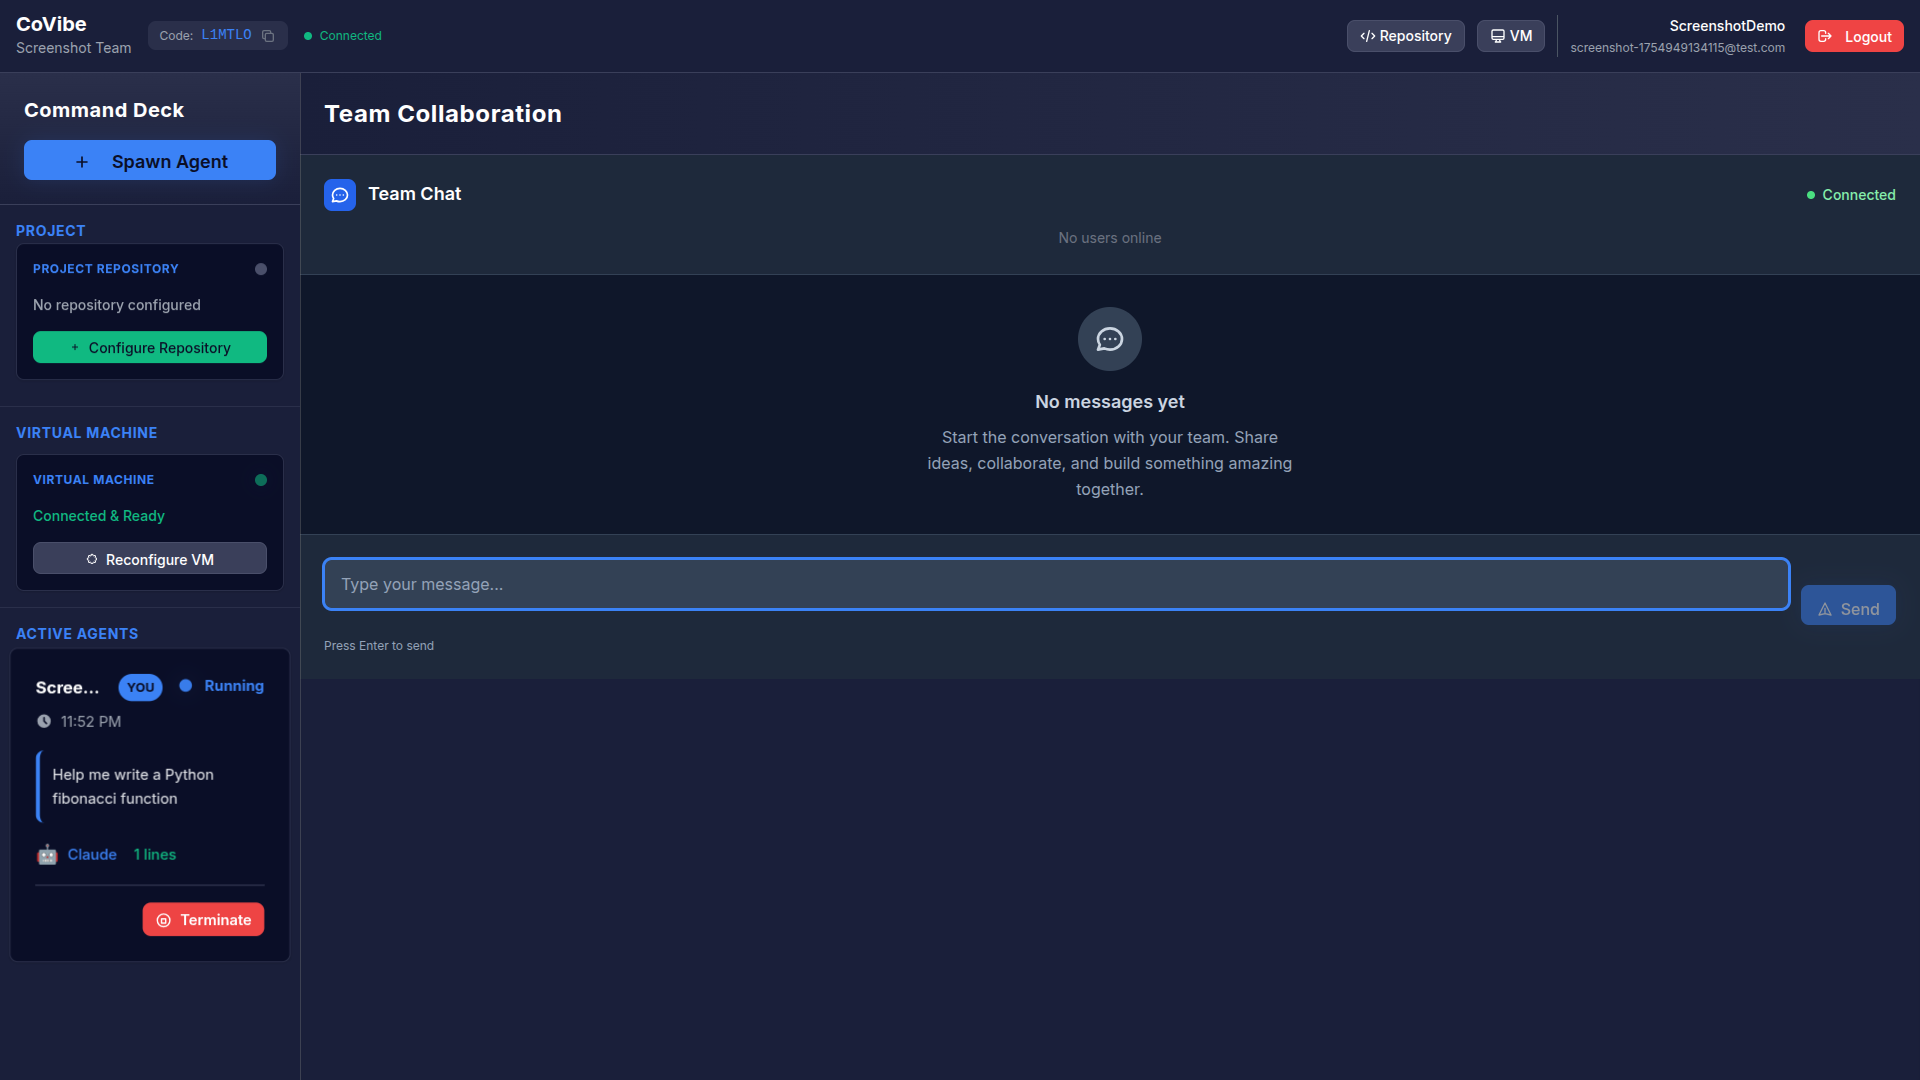 CoVibe
Screenshot Team
Code: L1MTLO
Connected
</> Repository
VM
ScreenshotDemo
screenshot-1754949134115@test.com
Logout
Command Deck
+ Spawn Agent
PROJECT
PROJECT REPOSITORY
No repository configured
+ Configure Repository
VIRTUAL MACHINE
VIRTUAL MACHINE
Connected & Ready
Reconfigure VM
ACTIVE AGENTS
Scree...
YOU
Running
11:52 PM
Help me write a Python
fibonacci function
Claude
1 lines
Terminate
Team Collaboration
Team Chat
Connected
No users online
No messages yet
Start the conversation with your team. Share
ideas, collaborate, and build something amazing
together.
Type your message...
Send
Press Enter to send